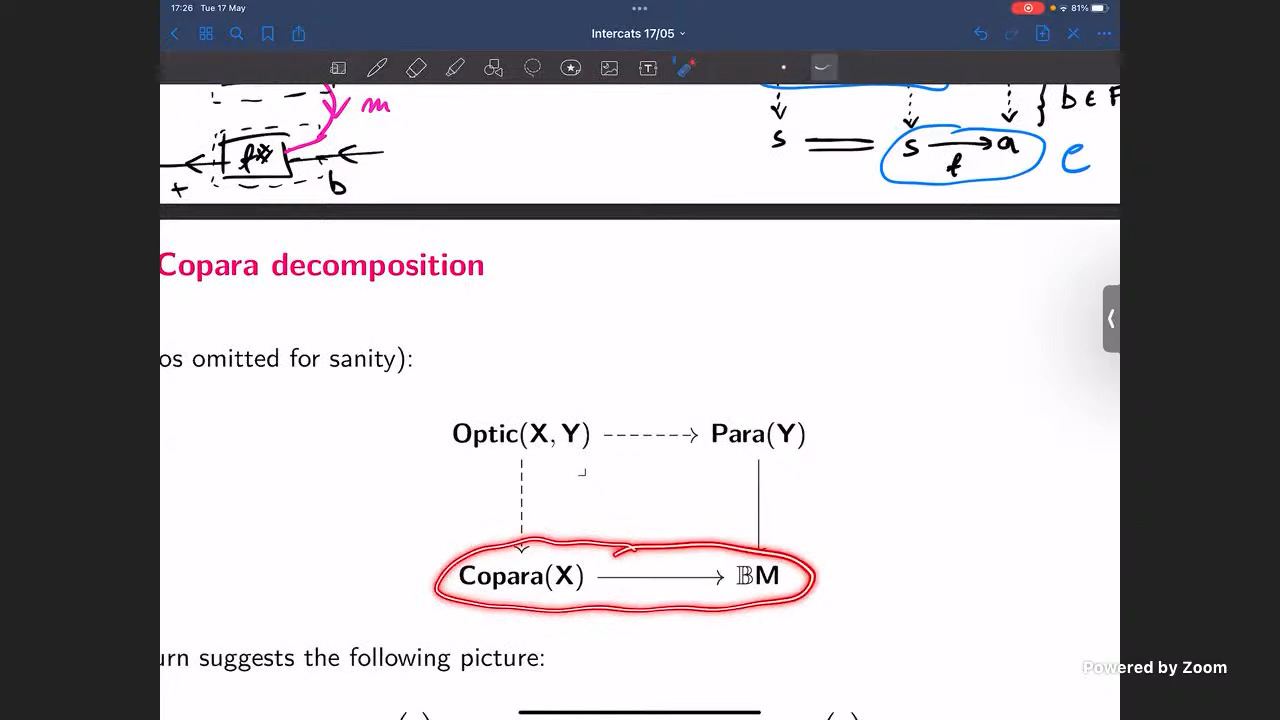 17:26 Tue 17 May
81%
Intercats 17/05
m
f*
+
b
s
s
f
a
e
Copara decomposition
os omitted for sanity):
Optic(X, Y)
Para(Y)
Copara(X)
𝔹M
urn suggests the following picture:
Powered by Zoom